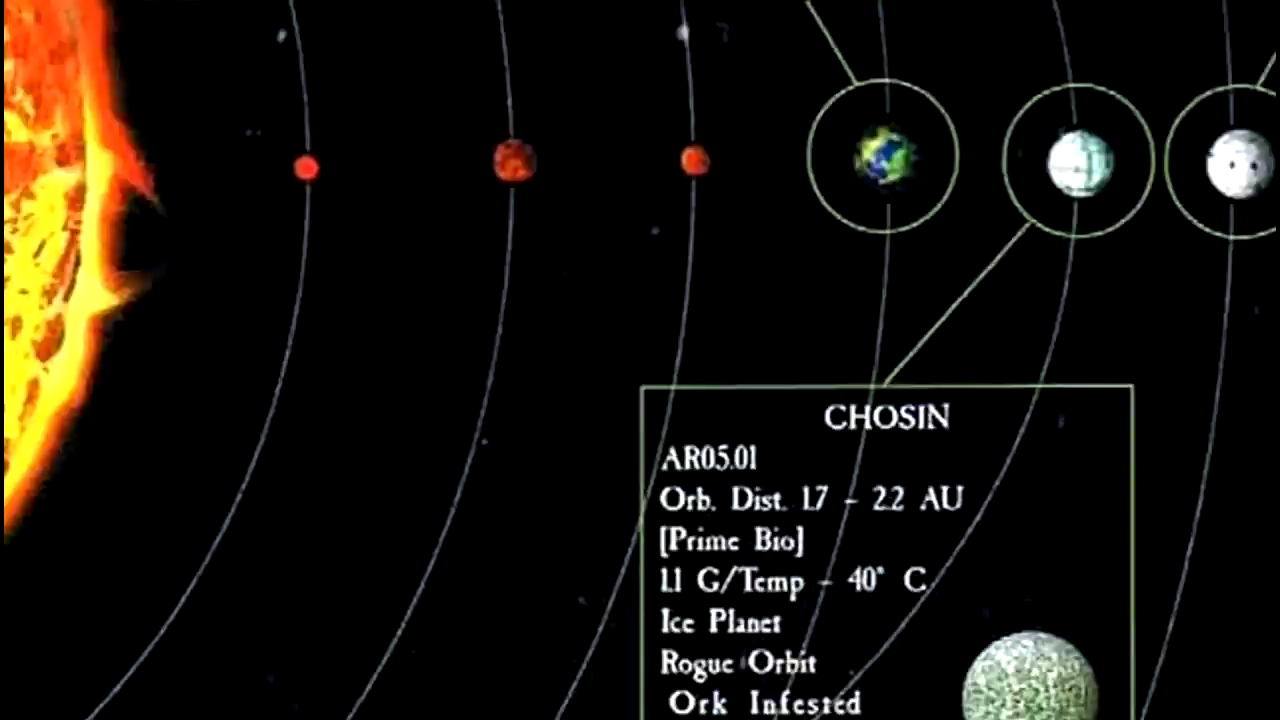 CHOSIN
AR05.01
Orb. Dist. 1.7 - 2.2 AU
[Prime Bio]
1.1 G/Temp - 40° C
Ice Planet
Rogue Orbit
Ork Infested